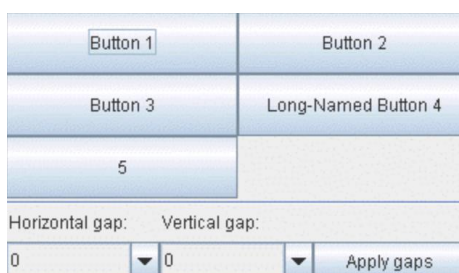 Button 1 Button 2
Button 3 Long-Named Button 4
5
Horizontal gap: Vertical gap:
0 0 Apply gaps